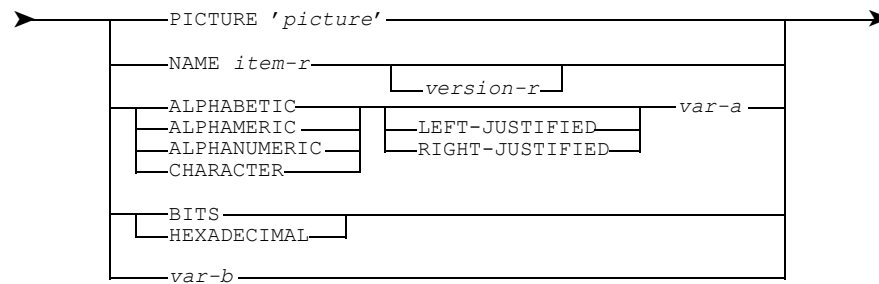 PICTURE ′picture′
NAME item-r
version-r
ALPHABETIC var-a
ALPHAMERIC LEFT-JUSTIFIED
ALPHANUMERIC RIGHT-JUSTIFIED
CHARACTER
BITS
HEXADECIMAL
var-b